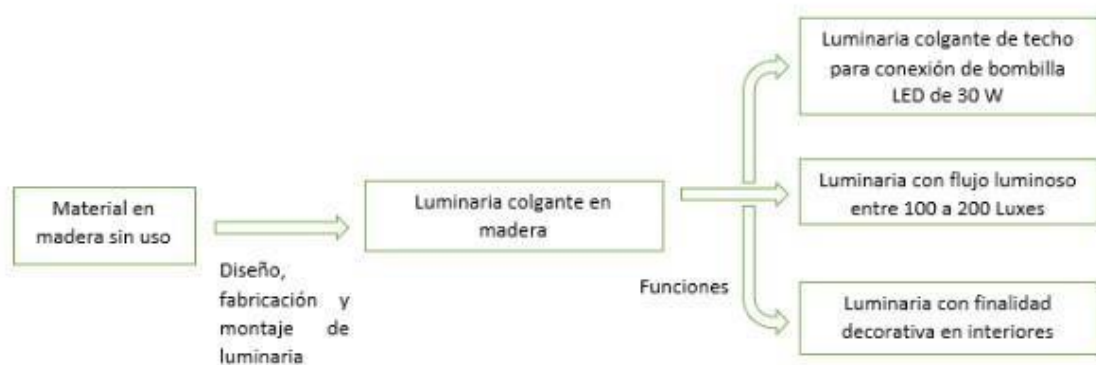 Material en
madera sin uso
Diseño,
fabricación y
montaje de
luminaria
Luminaria colgante en
madera
Funciones
Luminaria colgante de techo
para conexión de bombilla
LED de 30 W
Luminaria con flujo luminoso
entre 100 a 200 Luxes
Luminaria con finalidad
decorativa en interiores